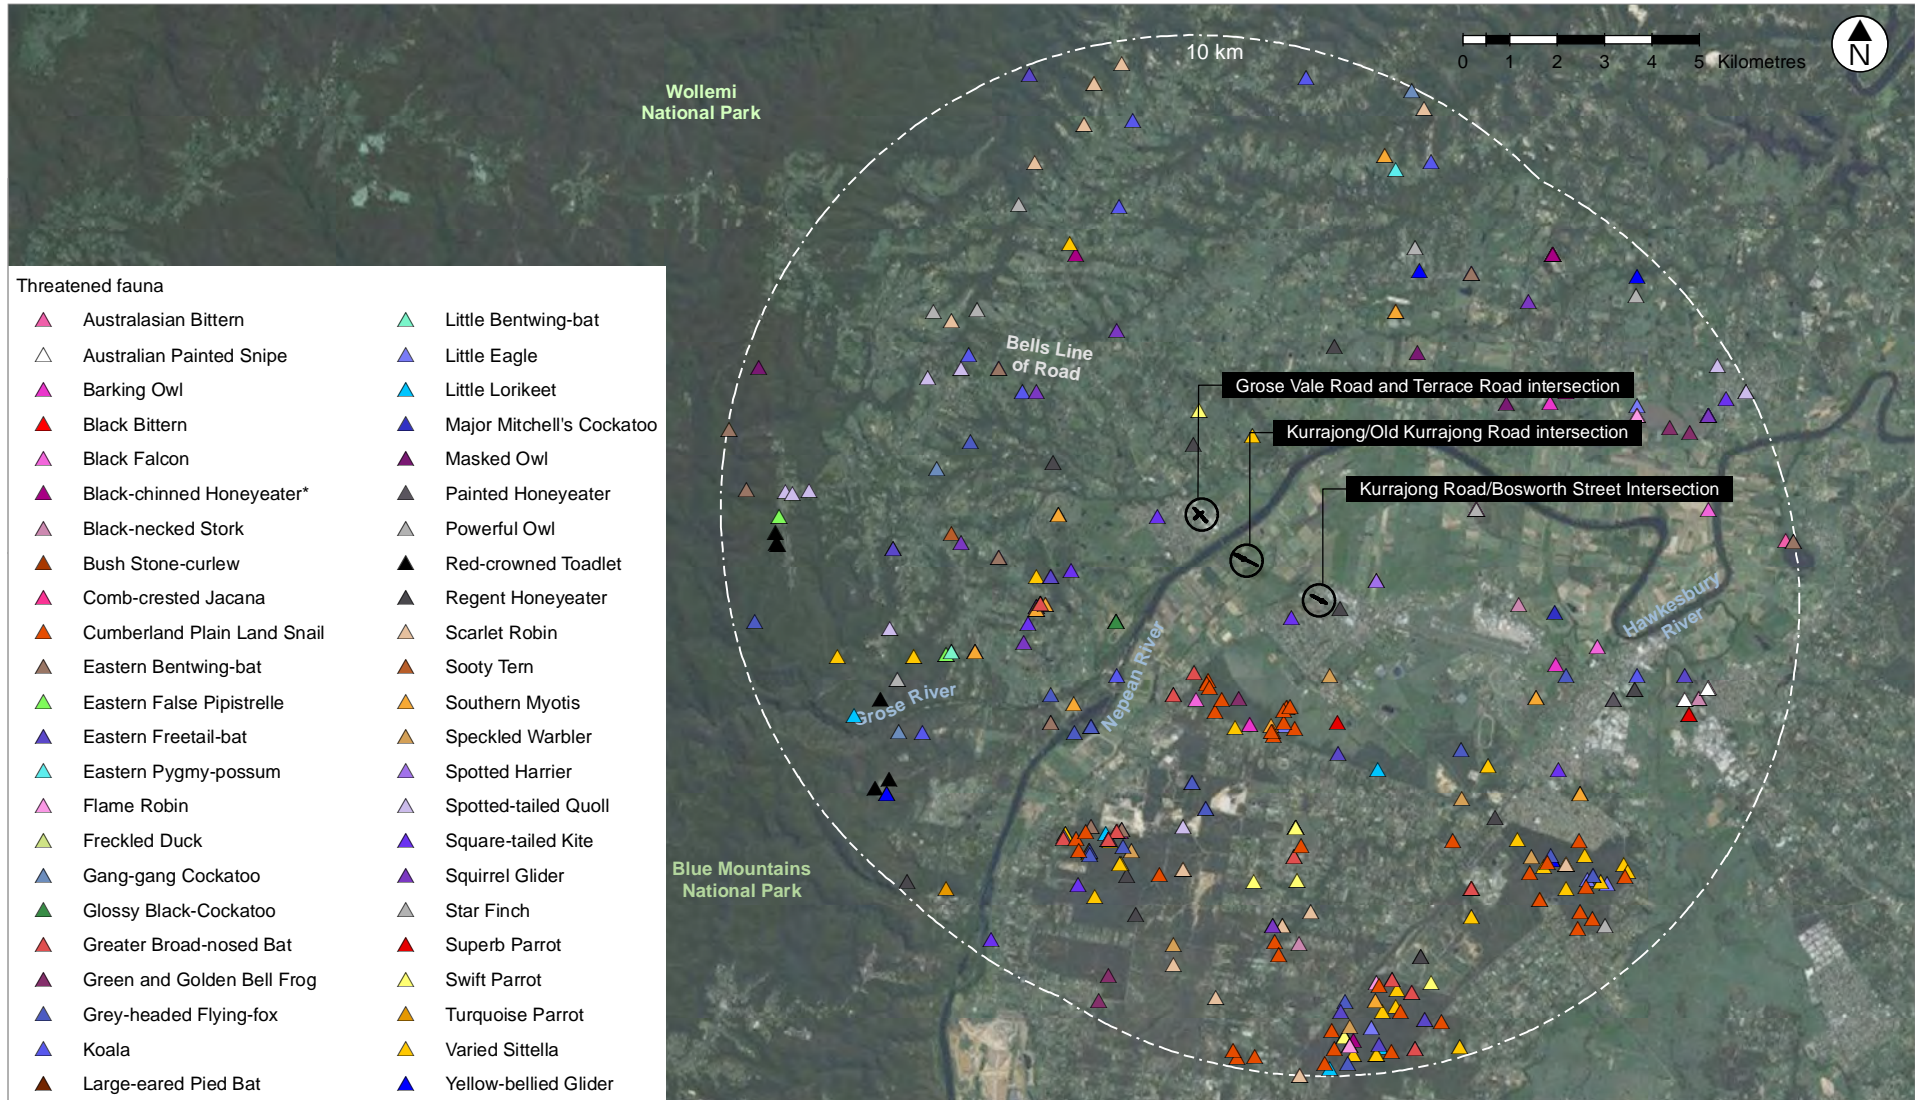 10 km
0 1 2 3 4 5 Kilometres
N
Wollemi
National Park
Bells Line
of Road
Grose Vale Road and Terrace Road intersection
Kurrajong/Old Kurrajong Road intersection
Kurrajong Road/Bosworth Street Intersection
Hawkesbury
River
Nepean River
Grose River
Blue Mountains
National Park
Threatened fauna
Australasian Bittern
Australian Painted Snipe
Barking Owl
Black Bittern
Black Falcon
Black-chinned Honeyeater*
Black-necked Stork
Bush Stone-curlew
Comb-crested Jacana
Cumberland Plain Land Snail
Eastern Bentwing-bat
Eastern False Pipistrelle
Eastern Freetail-bat
Eastern Pygmy-possum
Flame Robin
Freckled Duck
Gang-gang Cockatoo
Glossy Black-Cockatoo
Greater Broad-nosed Bat
Green and Golden Bell Frog
Grey-headed Flying-fox
Koala
Large-eared Pied Bat
Little Bentwing-bat
Little Eagle
Little Lorikeet
Major Mitchell's Cockatoo
Masked Owl
Painted Honeyeater
Powerful Owl
Red-crowned Toadlet
Regent Honeyeater
Scarlet Robin
Sooty Tern
Southern Myotis
Speckled Warbler
Spotted Harrier
Spotted-tailed Quoll
Square-tailed Kite
Squirrel Glider
Star Finch
Superb Parrot
Swift Parrot
Turquoise Parrot
Varied Sittella
Yellow-bellied Glider